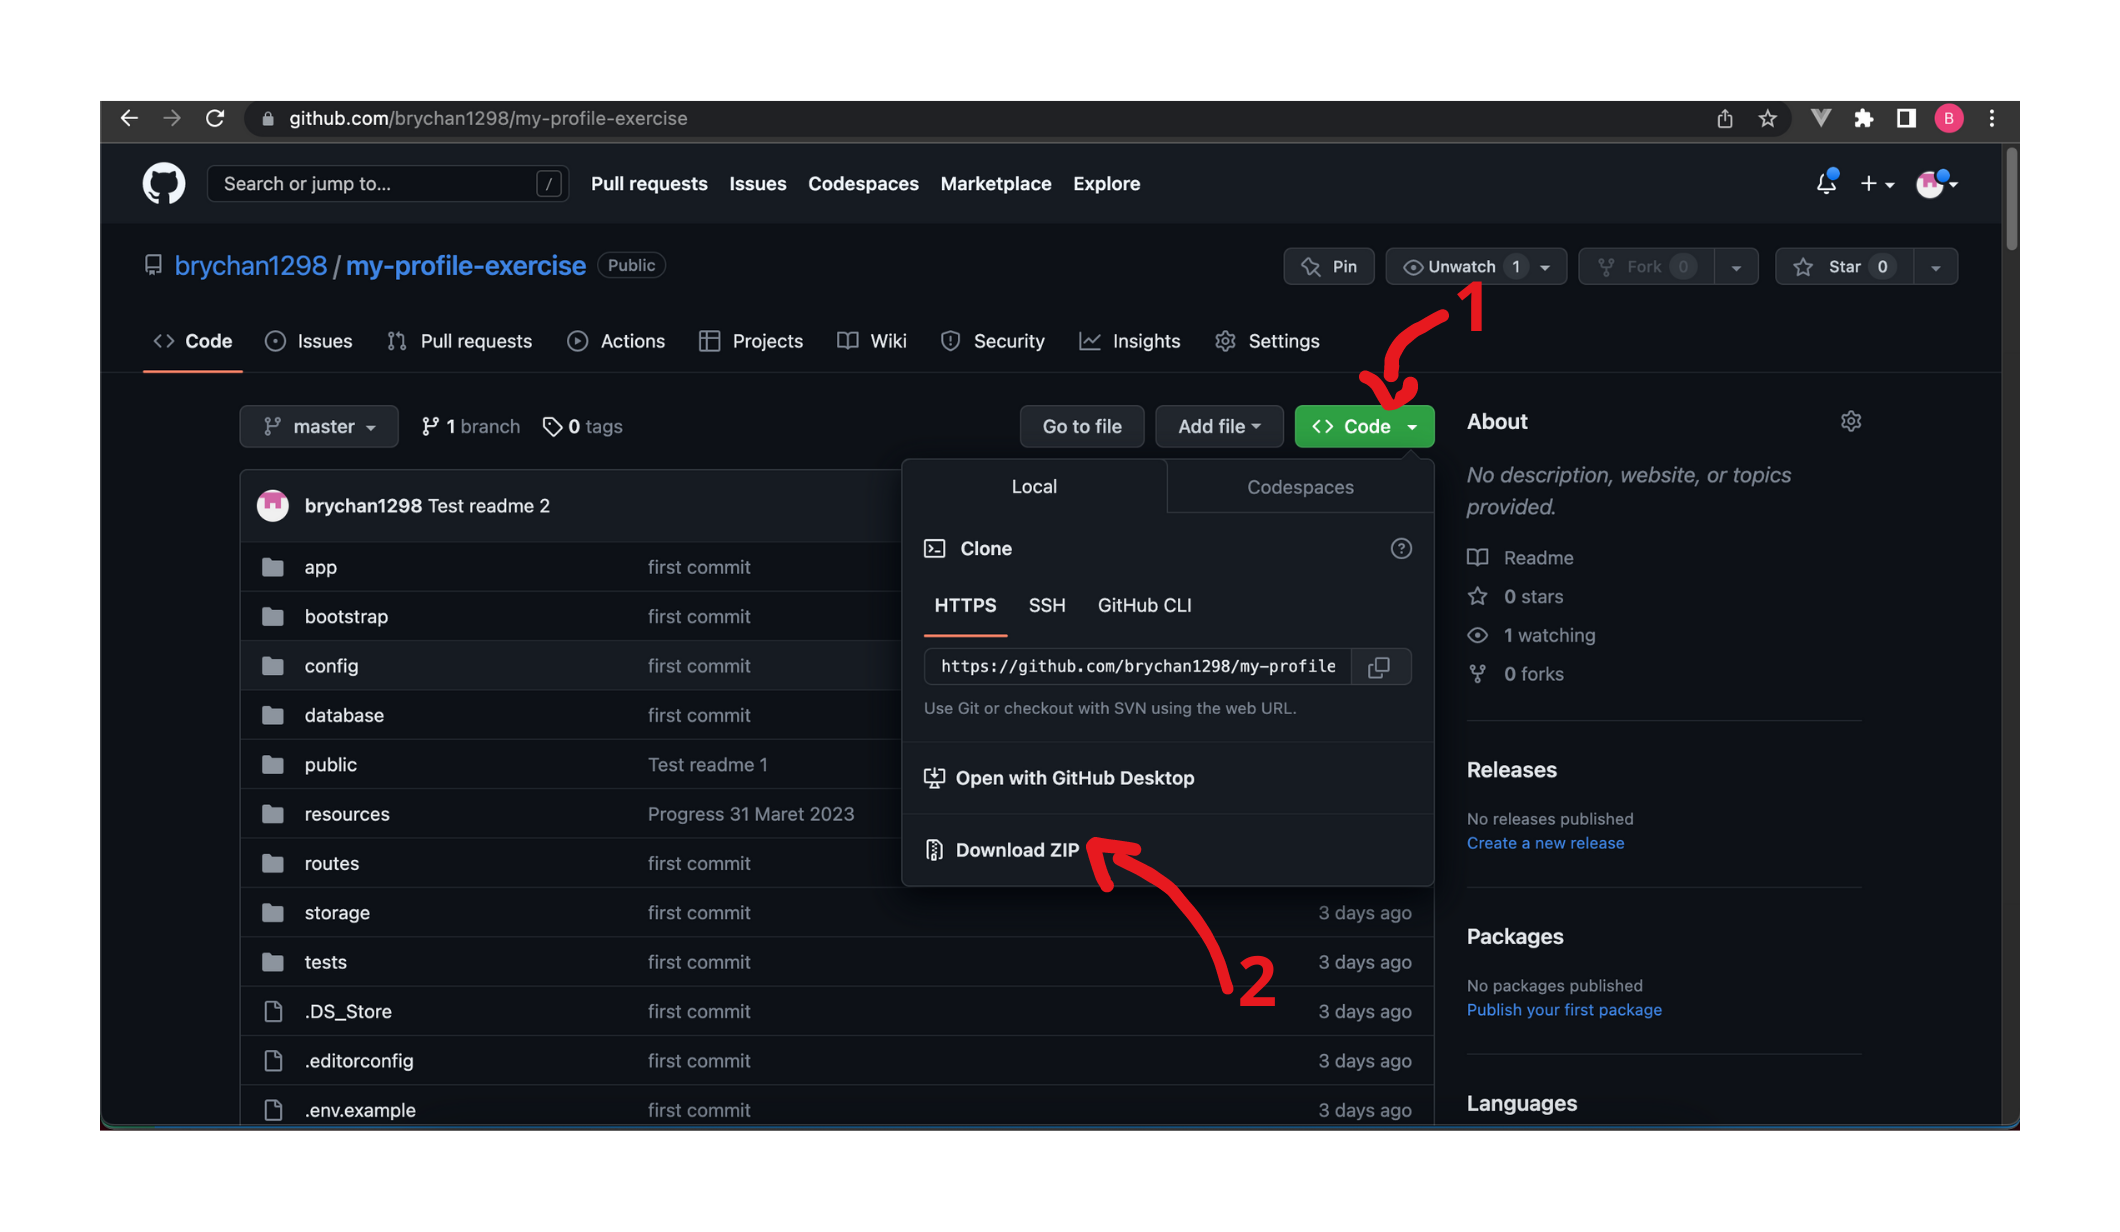 github.com/brychan1298/my-profile-exercise
B
Search or jump to...
/
Pull requests
Issues
Codespaces
Marketplace
Explore
brychan1298 / my-profile-exercise
Public
Pin
Unwatch 1
Fork 0
Star 0
1
Code
Issues
Pull requests
Actions
Projects
Wiki
Security
Insights
Settings
master
1 branch
0 tags
Go to file
Add file
Code
About
No description, website, or topics
provided.
Readme
0 stars
1 watching
0 forks
Releases
No releases published
Create a new release
Packages
No packages published
Publish your first package
Languages
Local
Codespaces
Clone
HTTPS
SSH
GitHub CLI
https://github.com/brychan1298/my-profile
Use Git or checkout with SVN using the web URL.
Open with GitHub Desktop
Download ZIP
2
brychan1298 Test readme 2
app first commit
bootstrap first commit
config first commit
database first commit
public Test readme 1
resources Progress 31 Maret 2023
routes first commit
storage first commit 3 days ago
tests first commit 3 days ago
.DS_Store first commit 3 days ago
.editorconfig first commit 3 days ago
.env.example first commit 3 days ago